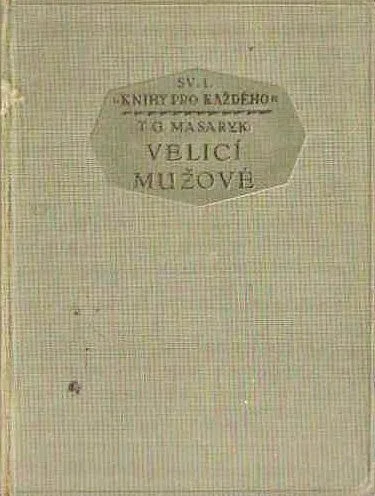 SV. I.
»KNIHY PRO KAŽDÉHO«
T. G. MASARYK
VELICÍ
MUŽOVÉ